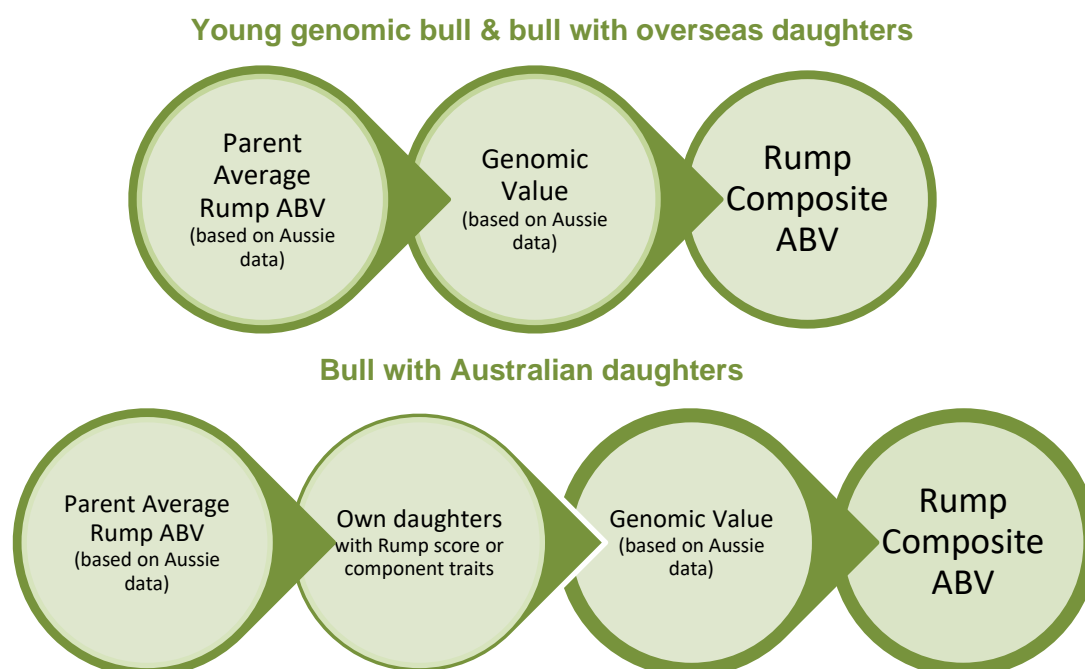 Young genomic bull & bull with overseas daughters
Parent
Average
Rump ABV
(based on Aussie
data)
Genomic
Value
(based on Aussie
data)
Rump
Composite
ABV
Bull with Australian daughters
Parent Average
Rump ABV
(based on Aussie
data)
Own daughters
with Rump score or
component traits
Genomic Value
(based on Aussie
data)
Rump
Composite
ABV